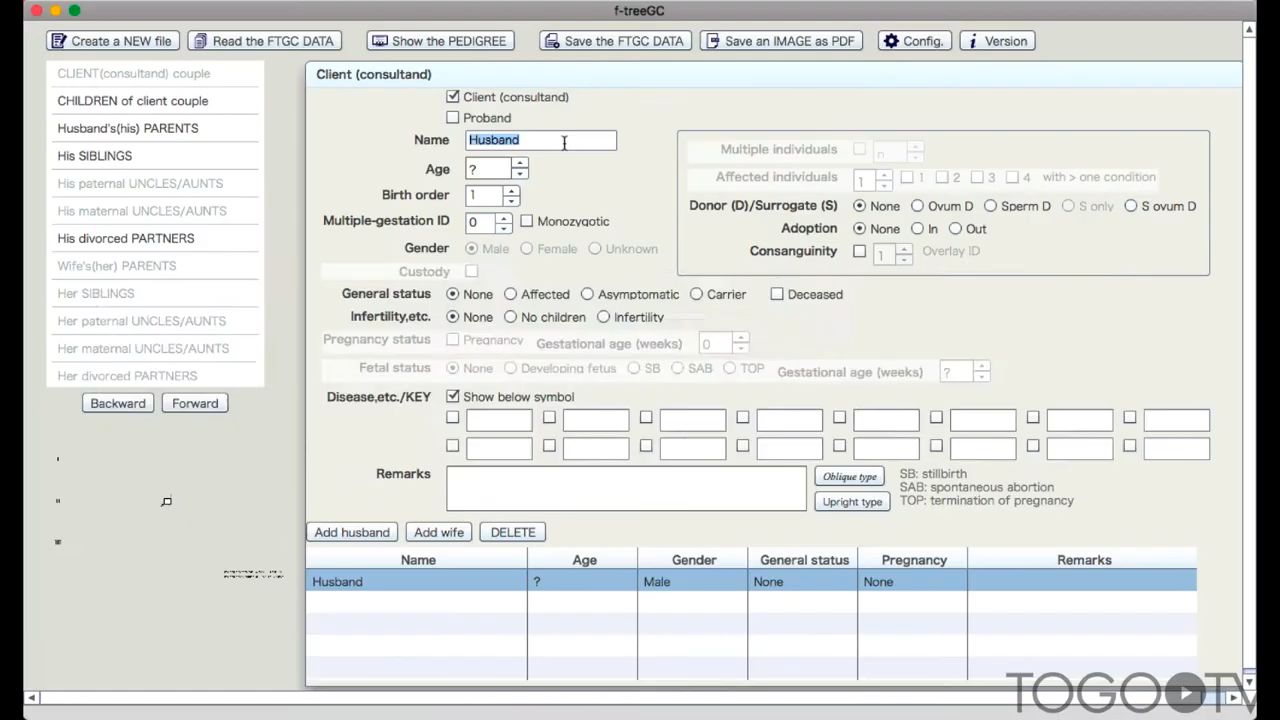 f-treeGC
Create a NEW file Read the FTGC DATA Show the PEDIGREE Save the FTGC DATA Save an IMAGE as PDF Config. Version
CLIENT(consultand) couple
CHILDREN of client couple
Husband's(his) PARENTS
His SIBLINGS
His paternal UNCLES/AUNTS
His maternal UNCLES/AUNTS
His divorced PARTNERS
Wife's(her) PARENTS
Her SIBLINGS
Her paternal UNCLES/AUNTS
Her maternal UNCLES/AUNTS
Her divorced PARTNERS
Backward Forward
Client (consultand)
Client (consultand)
Proband
Name Husband
Age ?
Birth order 1
Multiple-gestation ID 0 Monozygotic
Gender Male Female Unknown
Custody
Multiple individuals n
Affected individuals 1 1 2 3 4 with > one condition
Donor (D)/Surrogate (S) None Ovum D Sperm D S only S ovum D
Adoption None In Out
Consanguinity 1 Overlay ID
General status None Affected Asymptomatic Carrier Deceased
Infertility,etc. None No children Infertility
Pregnancy status Pregnancy Gestational age (weeks) 0
Fetal status None Developing fetus SB SAB TOP Gestational age (weeks) ?
Disease,etc./KEY Show below symbol
Remarks Oblique type Upright type
SB: stillbirth
SAB: spontaneous abortion
TOP: termination of pregnancy
Add husband Add wife DELETE
Name Age Gender General status Pregnancy Remarks
Husband ? Male None None
TOGO TV